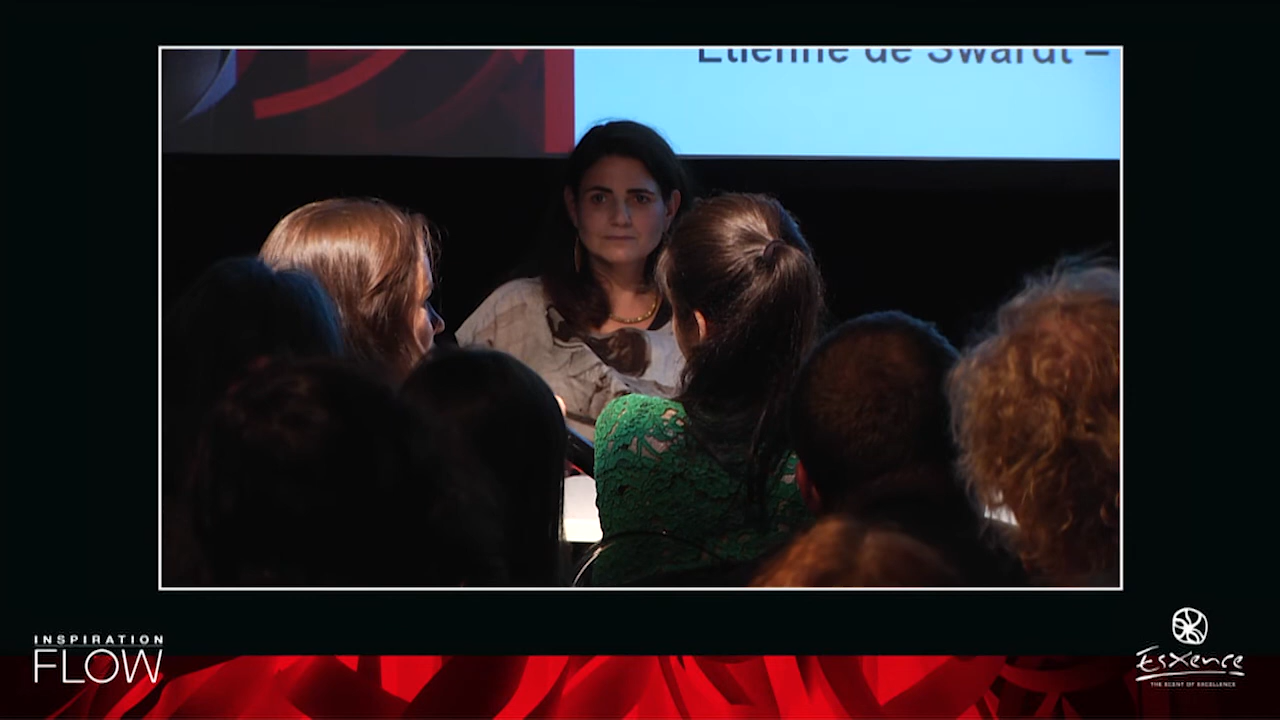 Etienne de Swardt –
INSPIRATION
FLOW
Esxence
THE SCENT OF EXCELLENCE